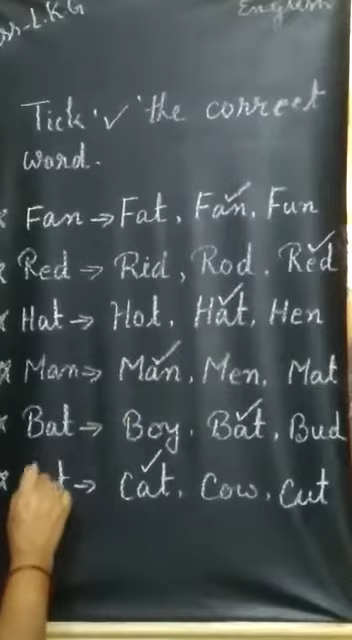 L.K.G English
Tick '✓' the correct
word.
* Fan → Fat, Fan✓, Fun
* Red → Rid, Rod, Red✓
* Hat → Hot, Hat✓, Hen
* Man → Man✓, Men, Mat
* Bat → Boy, Bat✓, Bud
* → Cat✓, Cow, Cut